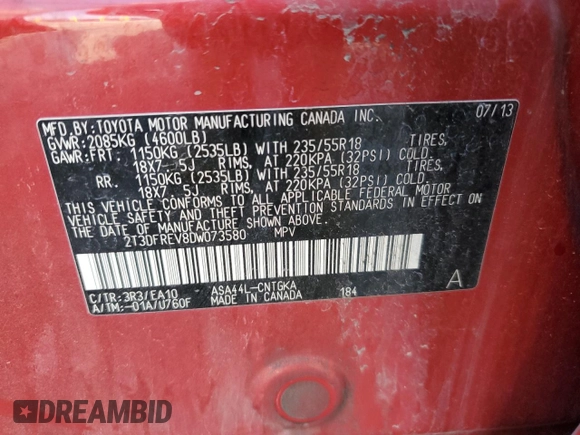 MFD.BY:TOYOTA MOTOR MANUFACTURING CANADA INC. 07/13
GVWR:2085KG (4600LB)
GAWR:FRT. 1150KG (2535LB) WITH 235/55R18 TIRES,
18X7 5J RIMS, AT 220KPA (32PSI) COLD.
RR. 1150KG (2535LB) WITH 235/55R18 TIRES,
18X7 5J RIMS, AT 220KPA (32PSI) COLD.
THIS VEHICLE CONFORMS TO ALL APPLICABLE FEDERAL MOTOR
VEHICLE SAFETY AND THEFT PREVENTION STANDARDS IN EFFECT ON
THE DATE OF MANUFACTURE SHOWN ABOVE.
2T3DFREV8DW073580 MPV
A
C/TR:3R3/EA10 ASA44L-CNTGKA 184
A/TM:-01A/U760F MADE IN CANADA
DREAMBID